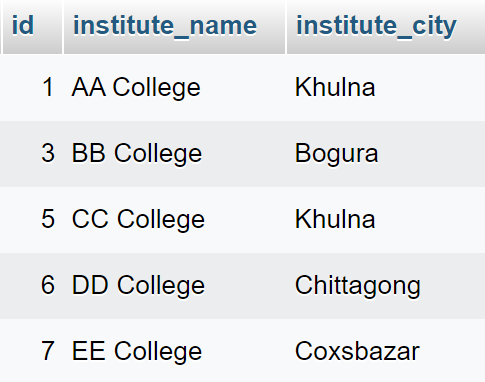 id institute_name institute_city
1 AA College Khulna
3 BB College Bogura
5 CC College Khulna
6 DD College Chittagong
7 EE College Coxsbazar